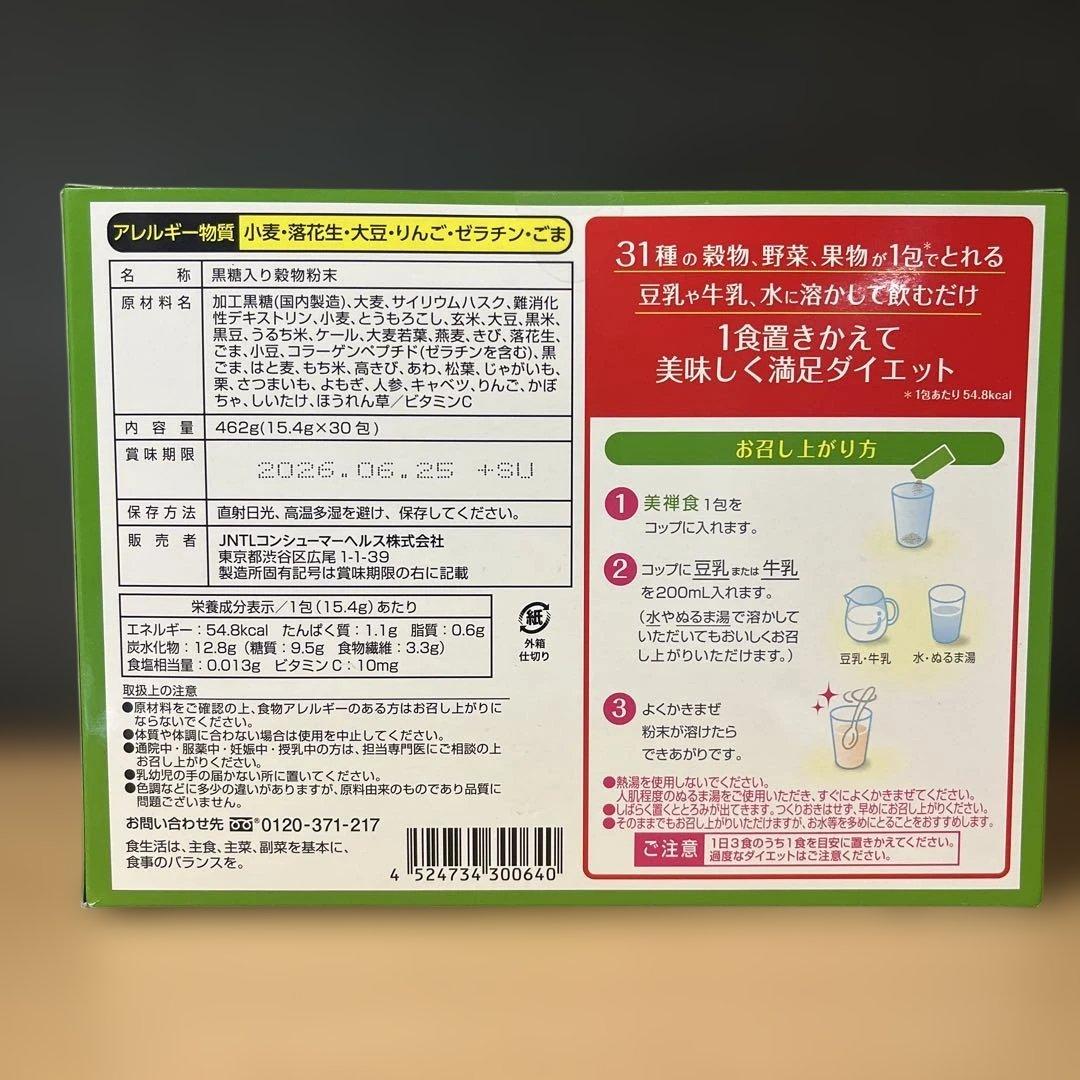 アレルギー物質 小麦・落花生・大豆・りんご・ゼラチン・ごま
名称 黒糖入り穀物粉末
原材料名 加工黒糖(国内製造)、大麦、サイリウムハスク、難消化
性デキストリン、小麦、とうもろこし、玄米、大豆、黒米、
黒豆、うるち米、ケール、大麦若葉、燕麦、きび、落花生、
ごま、小豆、コラーゲンペプチド(ゼラチンを含む)、黒
ごま、はと麦、もち米、高きび、あわ、松葉、じゃがいも、
栗、さつまいも、よもぎ、人参、キャベツ、りんご、かぼ
ちゃ、しいたけ、ほうれん草／ビタミンC
内容量 462g(15.4g×30包)
賞味期限 2026.06.25 +SU
保存方法 直射日光、高温多湿を避け、保存してください。
販売者 JNTLコンシューマーヘルス株式会社
東京都渋谷区広尾1-1-39
製造所固有記号は賞味期限の右に記載
栄養成分表示／1包(15.4g)あたり
エネルギー：54.8kcal たんぱく質：1.1g 脂質：0.6g
炭水化物：12.8g (糖質：9.5g 食物繊維：3.3g)
食塩相当量：0.013g ビタミンC：10mg
紙
外箱
仕切り
取扱上の注意
●原材料をご確認の上、食物アレルギーのある方はお召し上がりに
ならないでください。
●体質や体調に合わない場合は使用を中止してください。
●通院中・服薬中・妊娠中・授乳中の方は、担当専門医にご相談の上
お召し上がりください。
●乳幼児の手の届かない所に置いてください。
●色調などに多少の違いがありますが、原料由来のものであり品質に
問題ございません。
お問い合わせ先 0120-371-217
食生活は、主食、主菜、副菜を基本に、
食事のバランスを。
4 524734 300640
31種の穀物、野菜、果物が1包*でとれる
豆乳や牛乳、水に溶かして飲むだけ
1食置きかえて
美味しく満足ダイエット
*1包あたり54.8kcal
お召し上がり方
1 美禅食1包を
コップに入れます。
2 コップに豆乳または牛乳
を200mL入れます。
(水やぬるま湯で溶かして
いただいてもおいしくお召
し上がりいただけます。)
豆乳・牛乳 水・ぬるま湯
3 よくかきまぜ
粉末が溶けたら
できあがりです。
●熱湯を使用しないでください。
人肌程度のぬるま湯をご使用いただき、すぐによくかきまぜてください。
●しばらく置くととろみが出てきます。つくりおきはせず、早めにお召し上がりください。
●そのままでもお召し上がりいただけますが、お水等を多めにとることをおすすめします。
ご注意 1日3食のうち1食を目安に置きかえてください。
過度なダイエットはご注意ください。